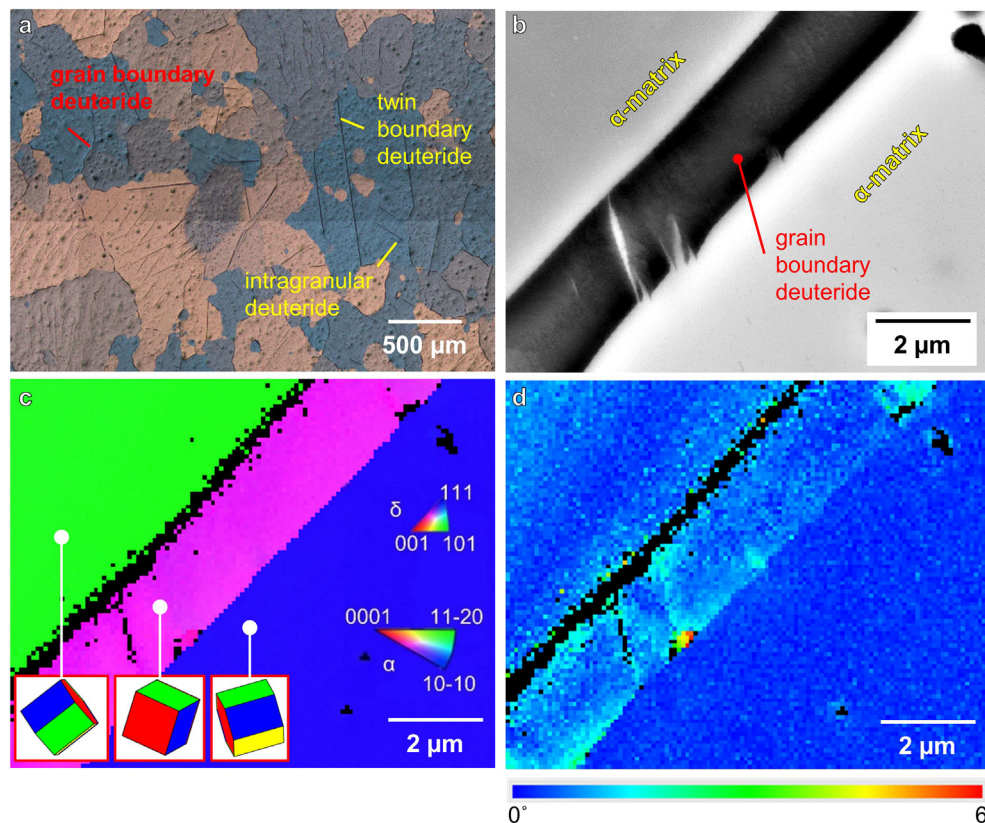 a
grain boundary
deuteride
twin
boundary
deuteride
intragranular
deuteride
500 µm
b
α-matrix
α-matrix
grain
boundary
deuteride
2 µm
c
111
δ
001 101
0001 11-20
α
10-10
2 µm
d
2 µm
0° 6